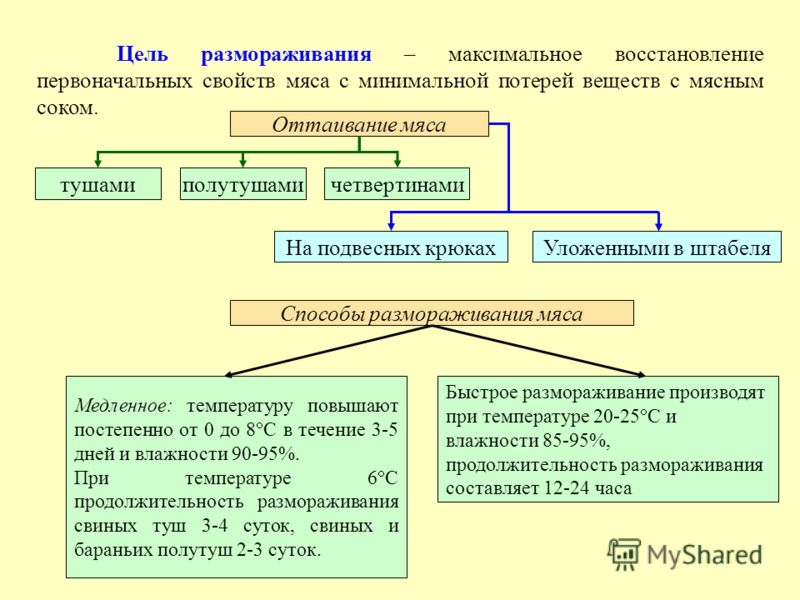 Цель размораживания – максимальное восстановление
первоначальных свойств мяса с минимальной потерей веществ с мясным
соком.
Оттаивание мяса
тушами
полутушами
четвертинами
На подвесных крюках
Уложенными в штабеля
Способы размораживания мяса
Медленное: температуру повышают
постепенно от 0 до 8°С в течение 3-5
дней и влажности 90-95%.
При температуре 6°С
продолжительность размораживания
свиных туш 3-4 суток, свиных и
бараньих полутуш 2-3 суток.
Быстрое размораживание производят
при температуре 20-25°С и
влажности 85-95%,
продолжительность размораживания
составляет 12-24 часа
MyShared